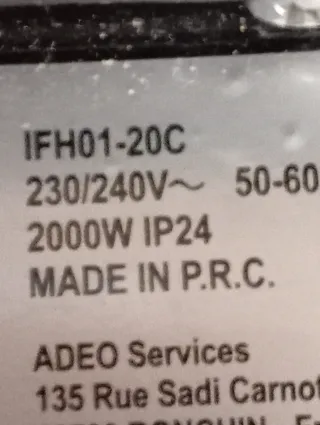 IFH01-20C
230/240V~ 50-60
2000W IP24
MADE IN P.R.C.
ADEO Services
135 Rue Sadi Carnot